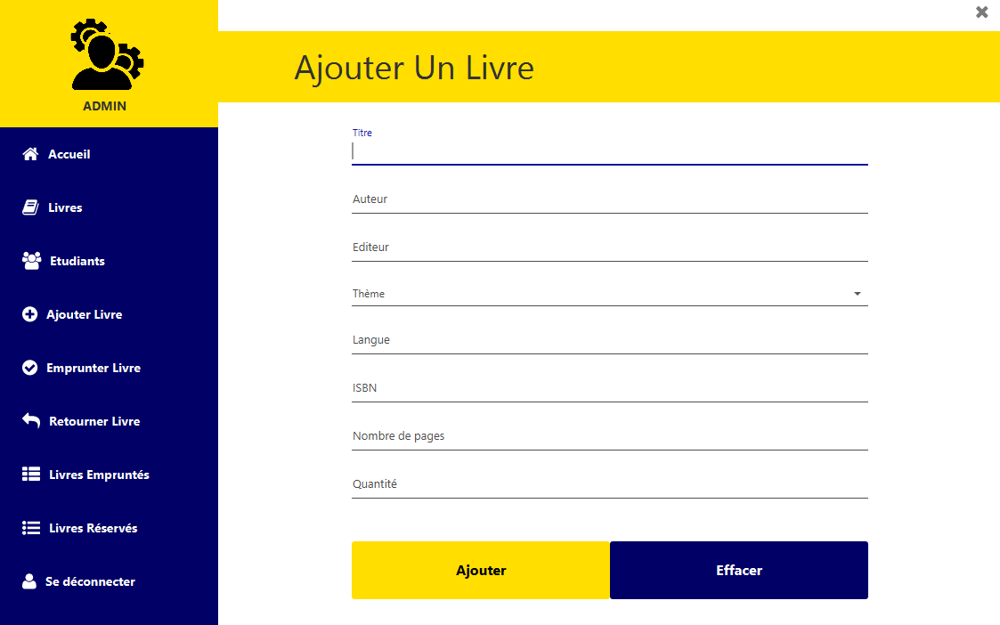 ADMIN
Accueil
Livres
Etudiants
Ajouter Livre
Emprunter Livre
Retourner Livre
Livres Empruntés
Livres Réservés
Se déconnecter
Ajouter Un Livre
Titre
Auteur
Editeur
Thème
Langue
ISBN
Nombre de pages
Quantité
Ajouter
Effacer